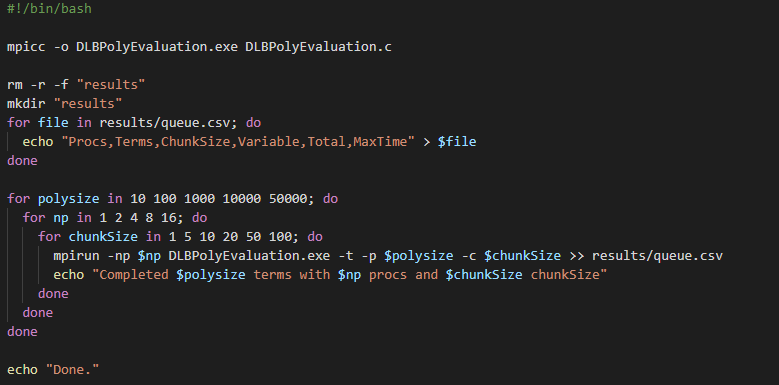 #!/bin/bash
mpicc -o DLBPolyEvaluation.exe DLBPolyEvaluation.c
rm -r -f "results"
mkdir "results"
for file in results/queue.csv; do
echo "Procs,Terms,ChunkSize,Variable,Total,MaxTime" > $file
done
for polysize in 10 100 1000 10000 50000; do
for np in 1 2 4 8 16; do
for chunkSize in 1 5 10 20 50 100; do
mpirun -np $np DLBPolyEvaluation.exe -t -p $polysize -c $chunkSize >> results/queue.csv
echo "Completed $polysize terms with $np procs and $chunkSize chunkSize"
done
done
done
echo "Done."